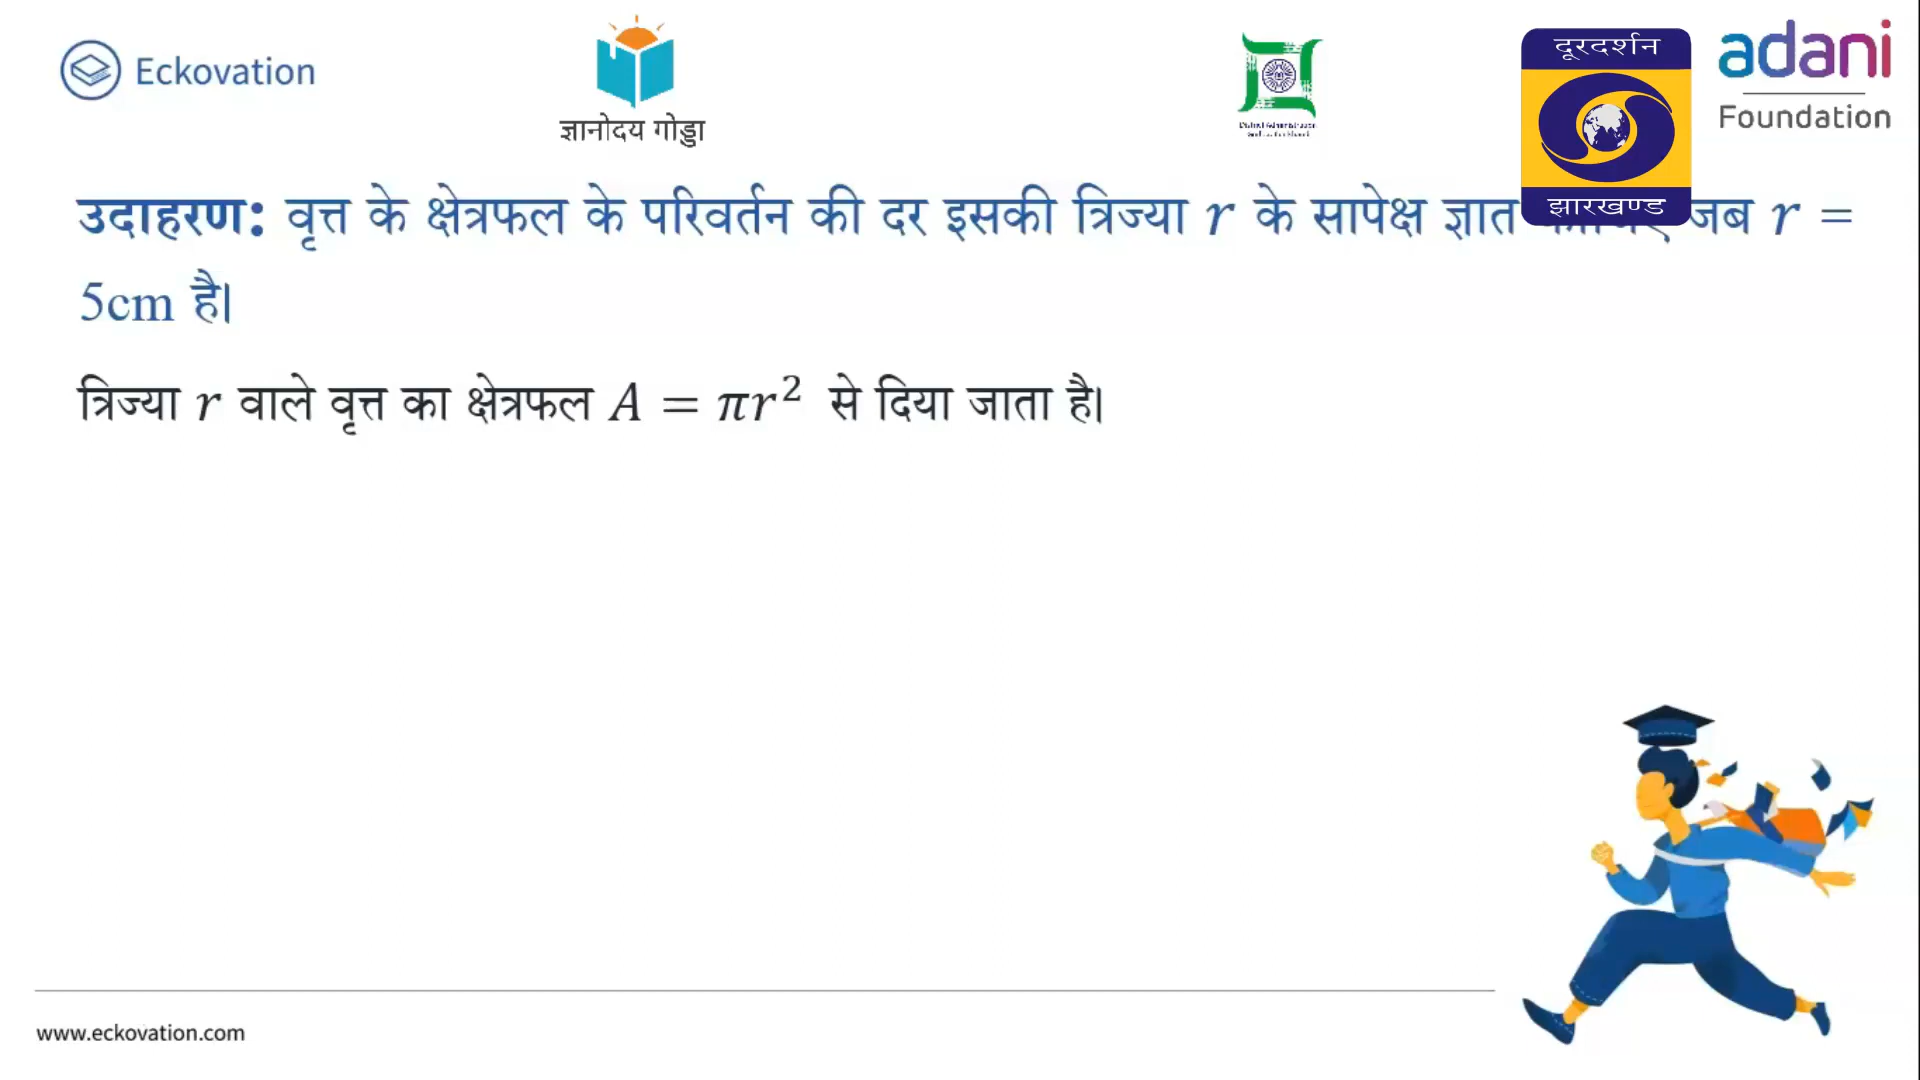 Eckovation
ज्ञानोदय गोड्डा
दूरदर्शन
झारखण्ड
adani
Foundation
उदाहरण: वृत्त के क्षेत्रफल के परिवर्तन की दर इसकी त्रिज्या r के सापेक्ष ज्ञात जब r =
5cm है।
त्रिज्या r वाले वृत्त का क्षेत्रफल A = πr² से दिया जाता है।
www.eckovation.com